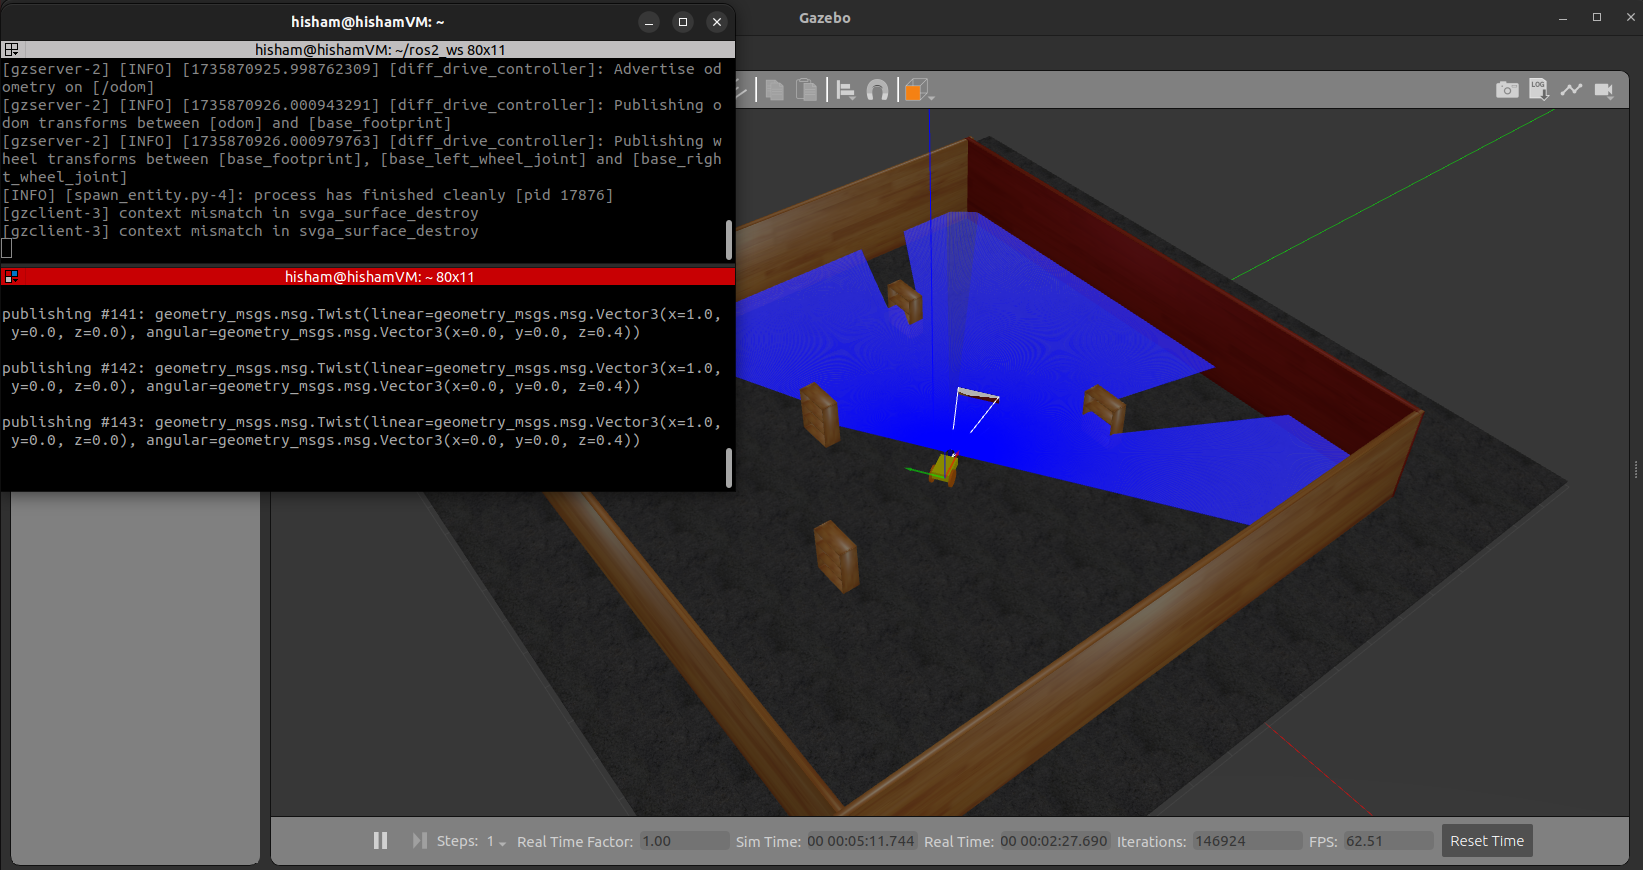 hisham@hishamVM: ~
Gazebo
hisham@hishamVM: ~/ros2_ws 80x11
[gzserver-2] [INFO] [1735870925.998762309] [diff_drive_controller]: Advertise od
ometry on [/odom]
[gzserver-2] [INFO] [1735870926.000943291] [diff_drive_controller]: Publishing o
dom transforms between [odom] and [base_footprint]
[gzserver-2] [INFO] [1735870926.000979763] [diff_drive_controller]: Publishing w
heel transforms between [base_footprint], [base_left_wheel_joint] and [base_righ
t_wheel_joint]
[INFO] [spawn_entity.py-4]: process has finished cleanly [pid 17876]
[gzclient-3] context mismatch in svga_surface_destroy
[gzclient-3] context mismatch in svga_surface_destroy
hisham@hishamVM: ~ 80x11
publishing #141: geometry_msgs.msg.Twist(linear=geometry_msgs.msg.Vector3(x=1.0,
y=0.0, z=0.0), angular=geometry_msgs.msg.Vector3(x=0.0, y=0.0, z=0.4))
publishing #142: geometry_msgs.msg.Twist(linear=geometry_msgs.msg.Vector3(x=1.0,
y=0.0, z=0.0), angular=geometry_msgs.msg.Vector3(x=0.0, y=0.0, z=0.4))
publishing #143: geometry_msgs.msg.Twist(linear=geometry_msgs.msg.Vector3(x=1.0,
y=0.0, z=0.0), angular=geometry_msgs.msg.Vector3(x=0.0, y=0.0, z=0.4))
LOG
Steps: 1 Real Time Factor: 1.00 Sim Time: 00 00:05:11.744 Real Time: 00 00:02:27.690 Iterations: 146924 FPS: 62.51 Reset Time